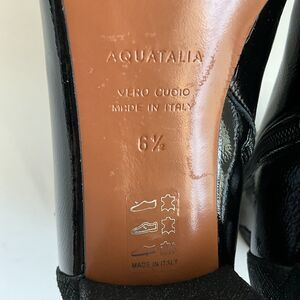 AQUATALIA
VERO CUOIO
MADE IN ITALY
6½
MADE IN ITALY